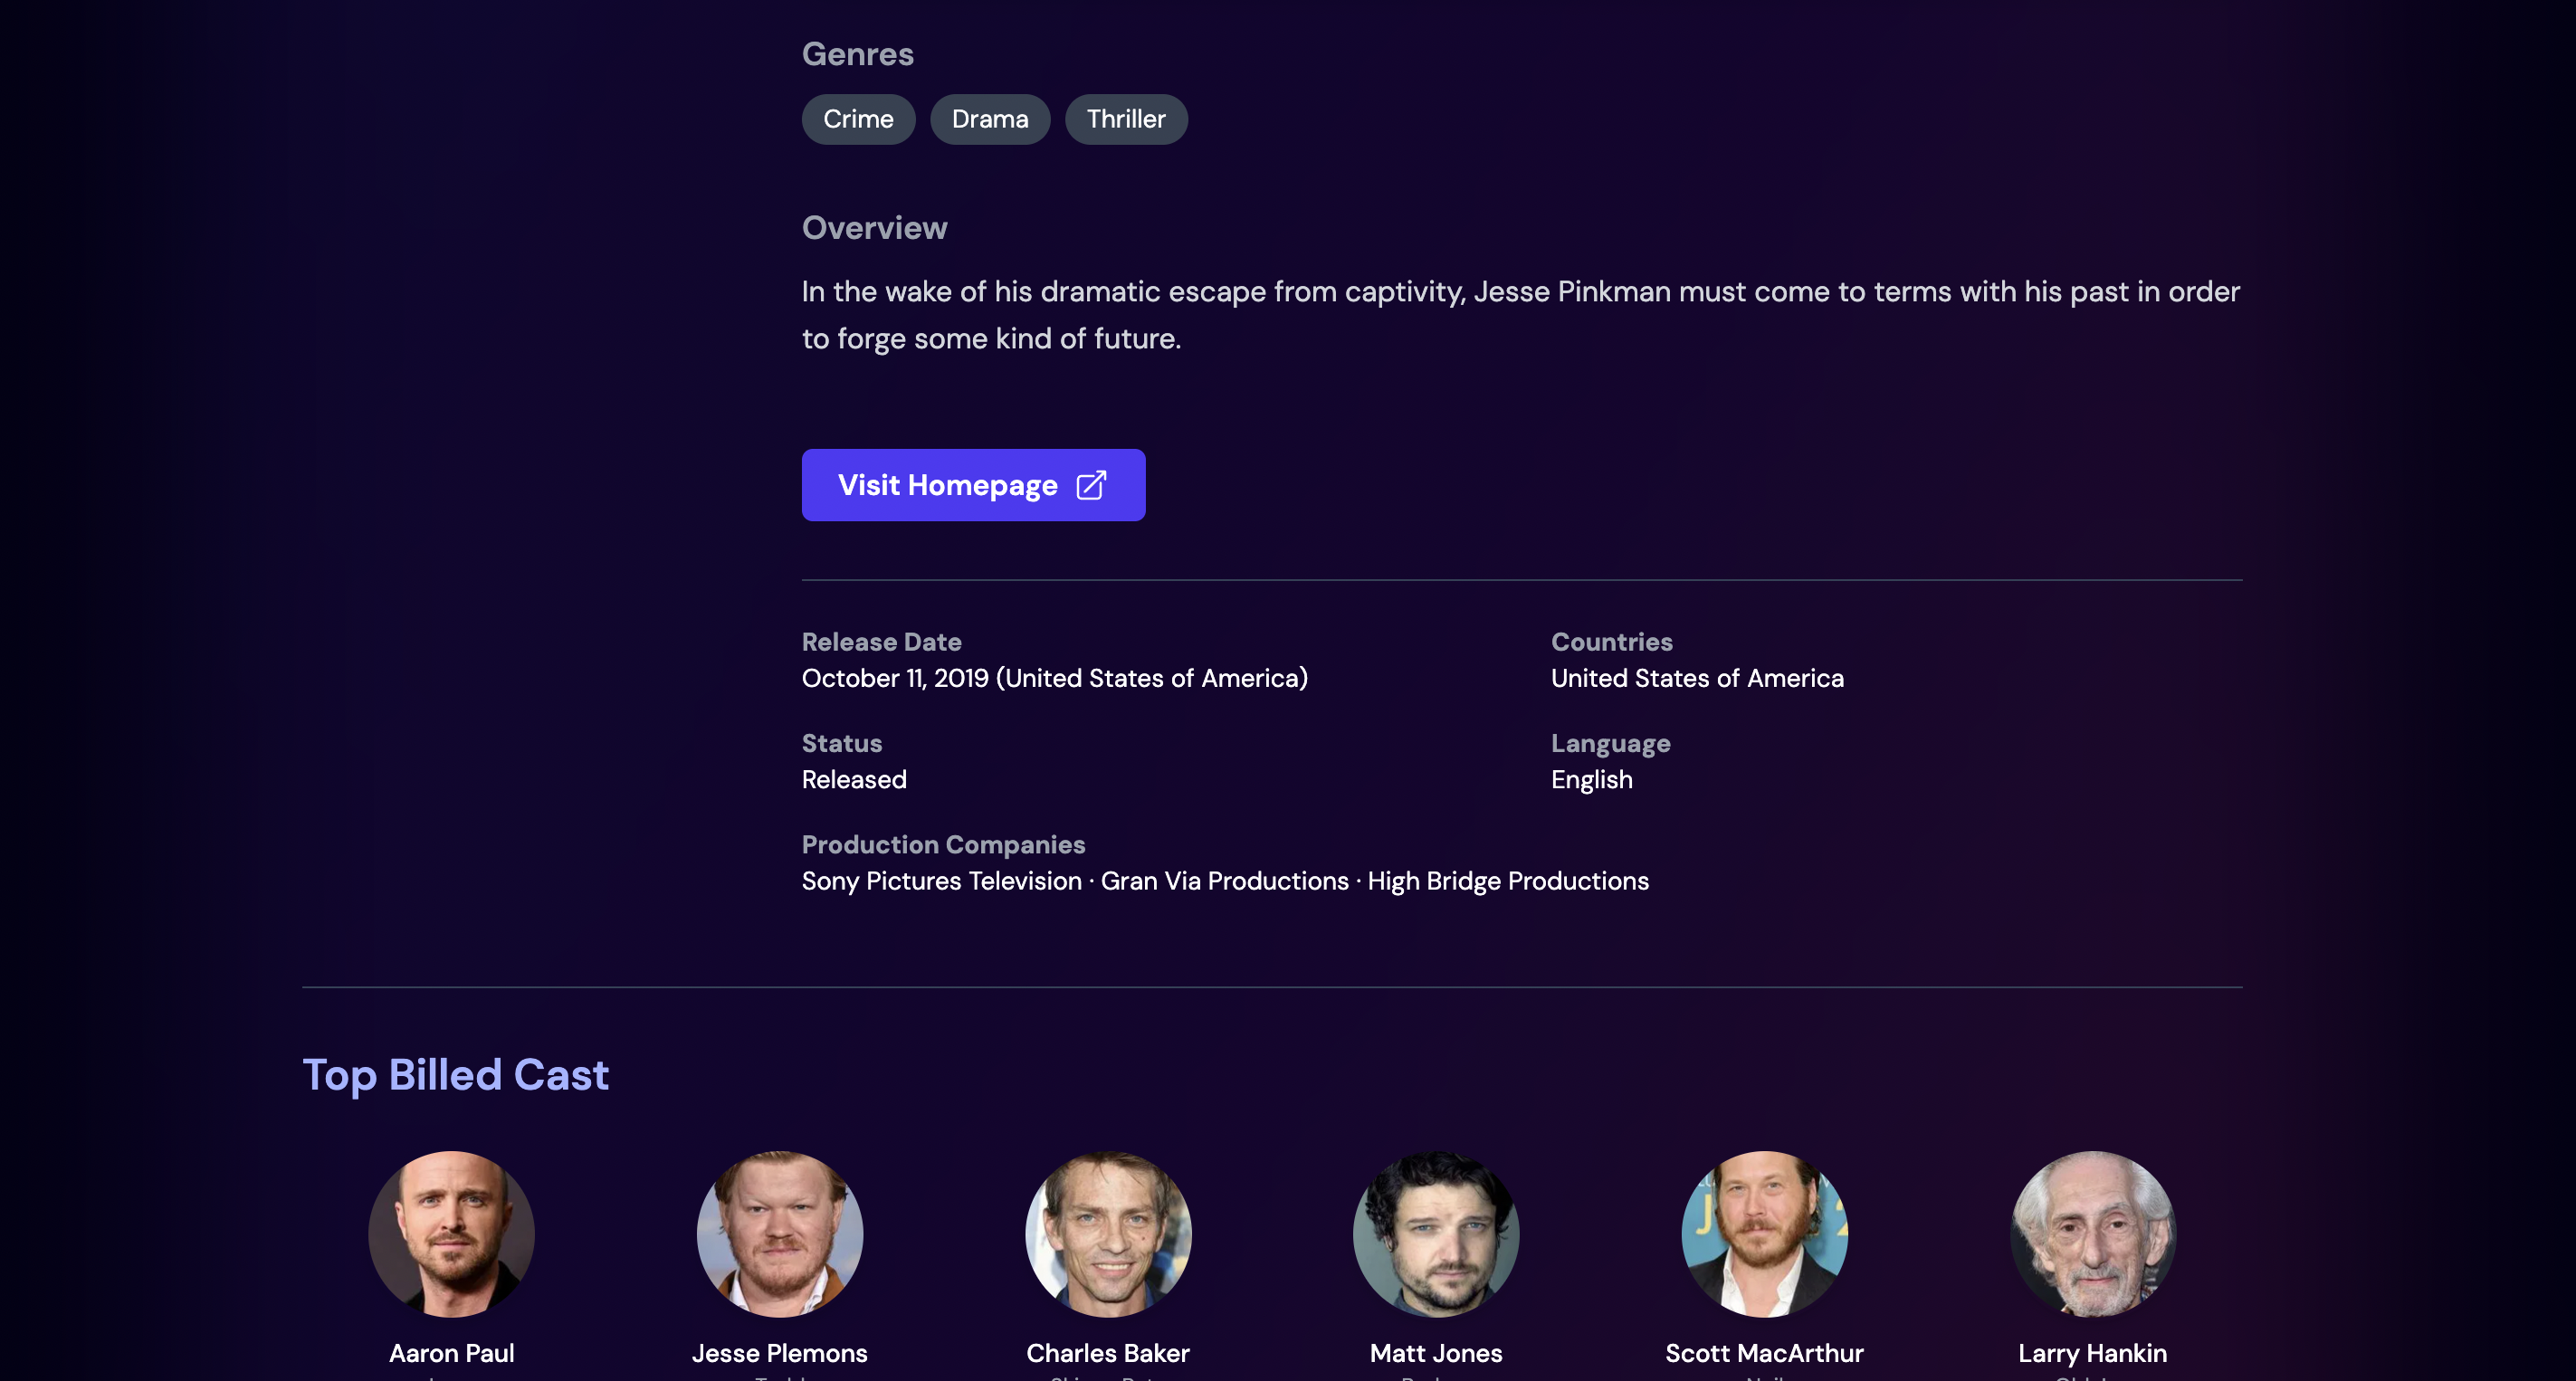 Genres
Crime Drama Thriller
Overview
In the wake of his dramatic escape from captivity, Jesse Pinkman must come to terms with his past in order
to forge some kind of future.
Visit Homepage
Release Date
October 11, 2019 (United States of America)
Countries
United States of America
Status
Released
Language
English
Production Companies
Sony Pictures Television · Gran Via Productions · High Bridge Productions
Top Billed Cast
Aaron Paul
Jesse Plemons
Charles Baker
Matt Jones
Scott MacArthur
Larry Hankin